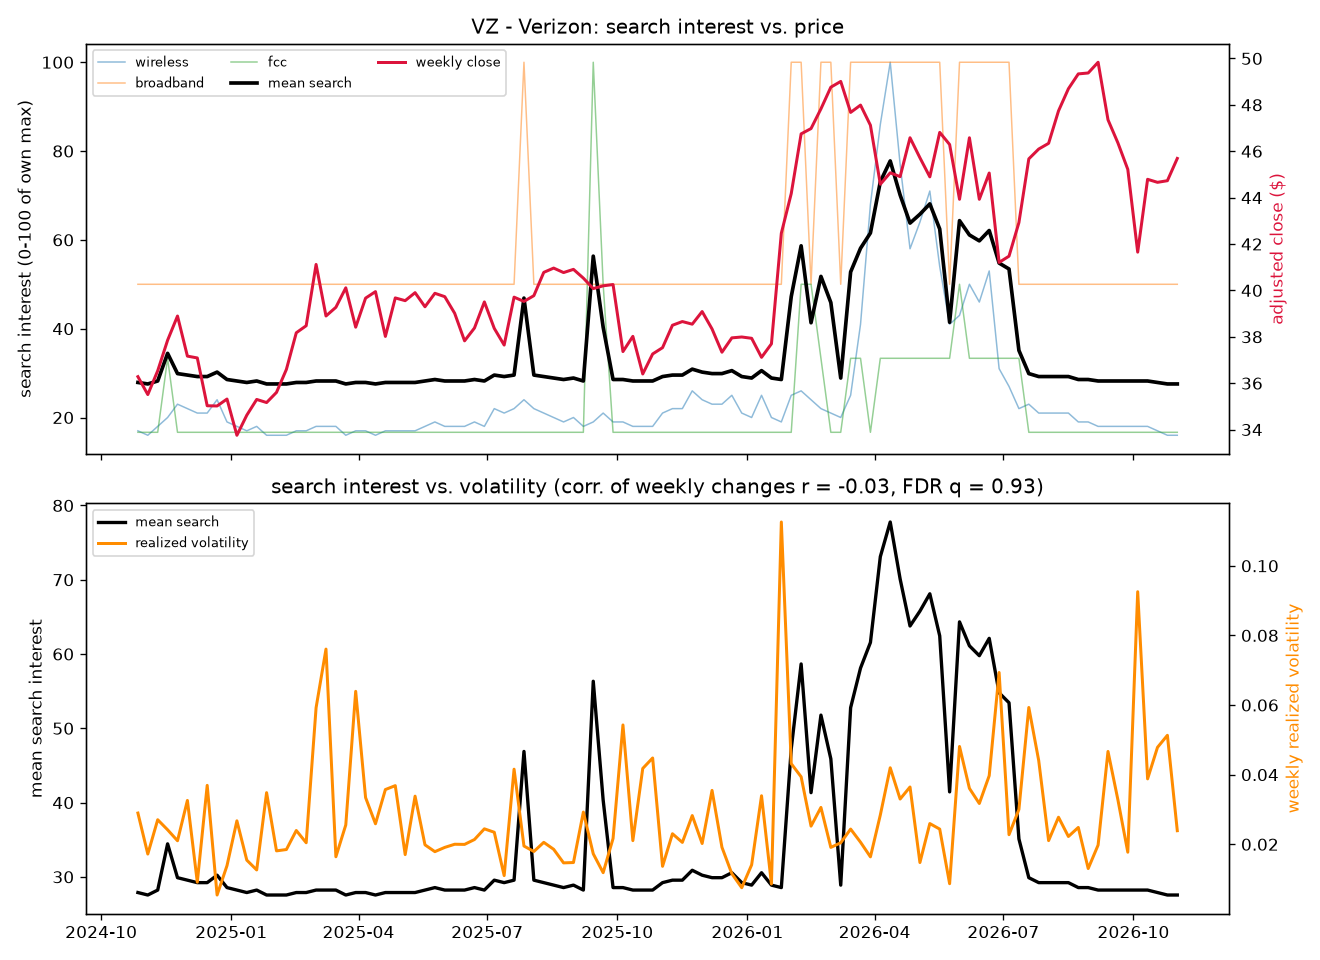 VZ - Verizon: search interest vs. price
wireless
broadband
fcc
mean search
weekly close
100
80
60
40
20
search interest (0-100 of own max)
50
48
46
44
42
40
38
36
34
adjusted close ($)
search interest vs. volatility (corr. of weekly changes r = -0.03, FDR q = 0.93)
mean search
realized volatility
80
70
60
50
40
30
mean search interest
0.10
0.08
0.06
0.04
0.02
weekly realized volatility
2024-10
2025-01
2025-04
2025-07
2025-10
2026-01
2026-04
2026-07
2026-10